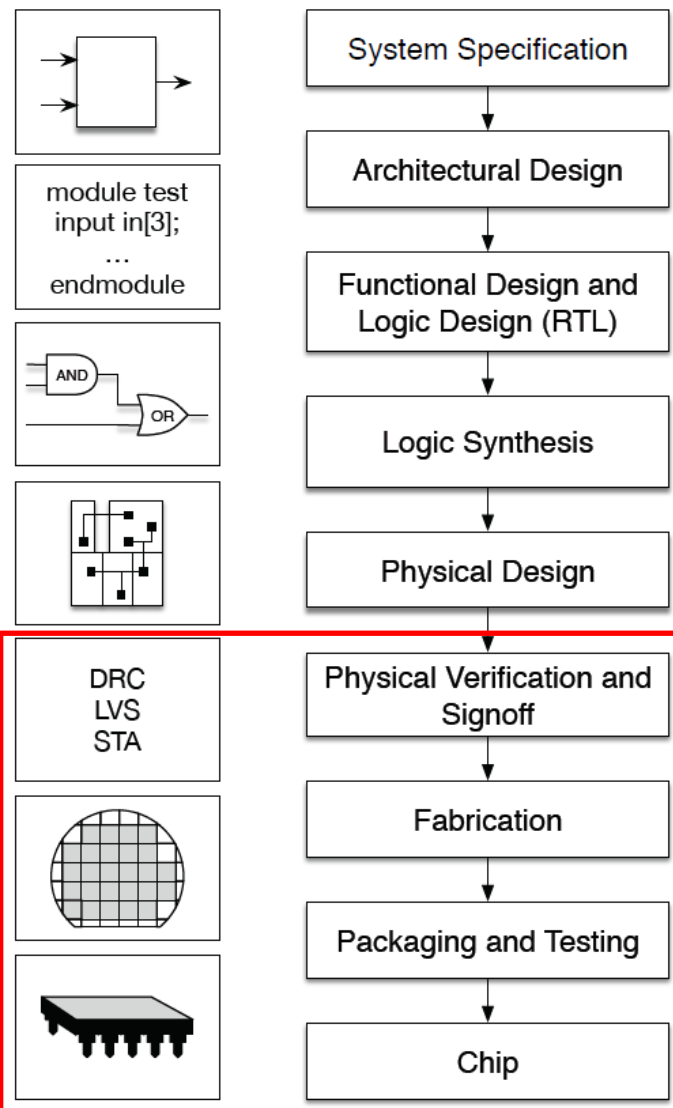 System Specification
Architectural Design
module test
input in[3];
...
endmodule
Functional Design and
Logic Design (RTL)
AND
OR
Logic Synthesis
Physical Design
DRC
LVS
STA
Physical Verification and
Signoff
Fabrication
Packaging and Testing
Chip